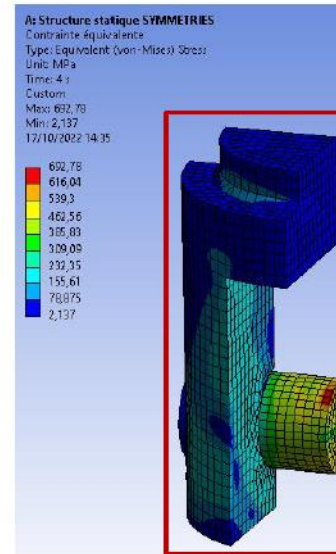 A: Structure statique SYMMETRIES
Contrainte équivalente
Type: Equivalent (von-Mises) Stress
Unit: MPa
Time: 4 s
Custom
Max: 692,78
Min: 2,137
17/10/2022 14:35
692,78
616,04
539,3
462,56
385,83
309,09
232,35
155,61
78,875
2,137